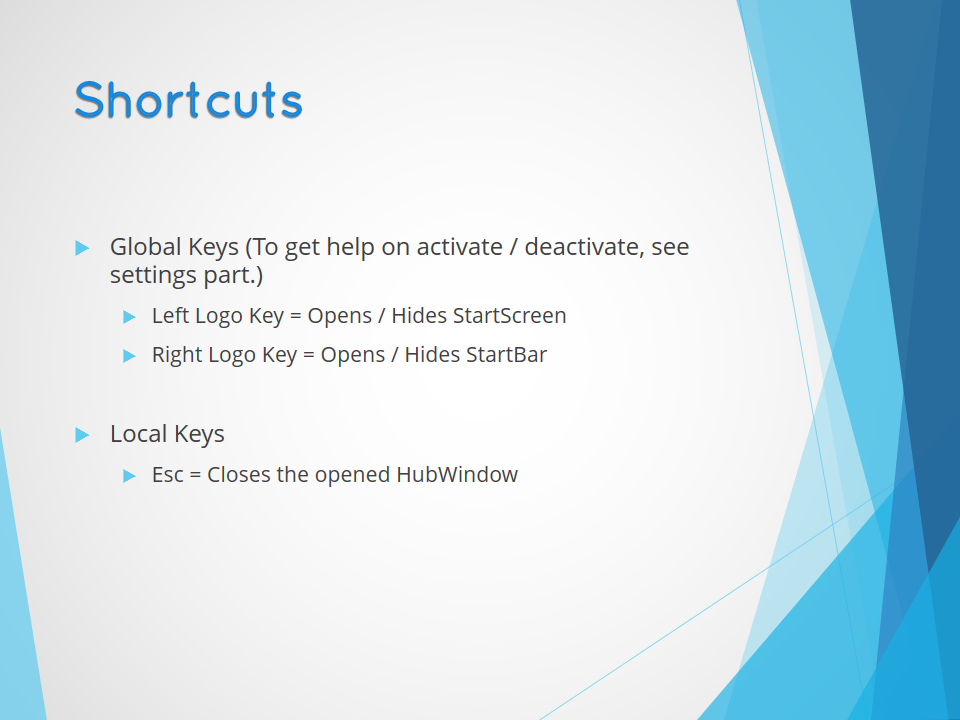 Shortcuts
Global Keys (To get help on activate / deactivate, see
settings part.)
Left Logo Key = Opens / Hides StartScreen
Right Logo Key = Opens / Hides StartBar
Local Keys
Esc = Closes the opened HubWindow